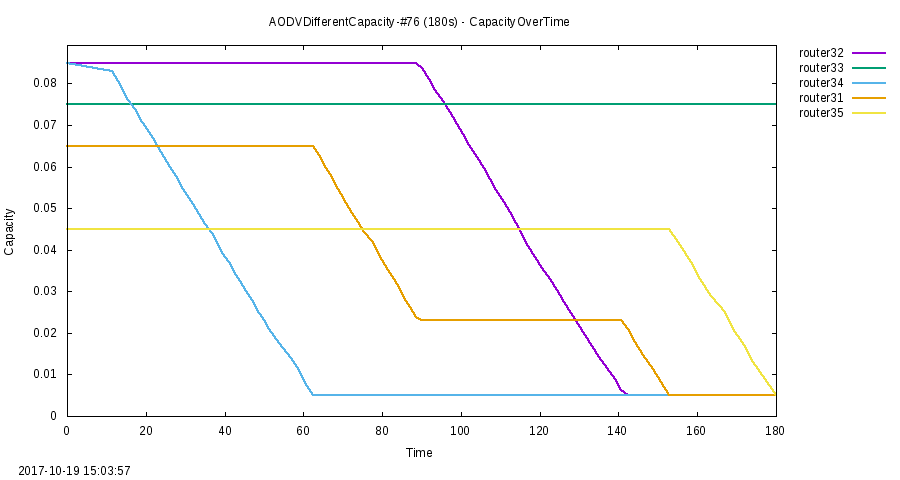 AODVDifferentCapacity-#76 (180s) - CapacityOverTime
router32
router33
router34
router31
router35
0.08
0.07
0.06
0.05
0.04
0.03
0.02
0.01
0
Capacity
0 20 40 60 80 100 120 140 160 180
Time
2017-10-19 15:03:57